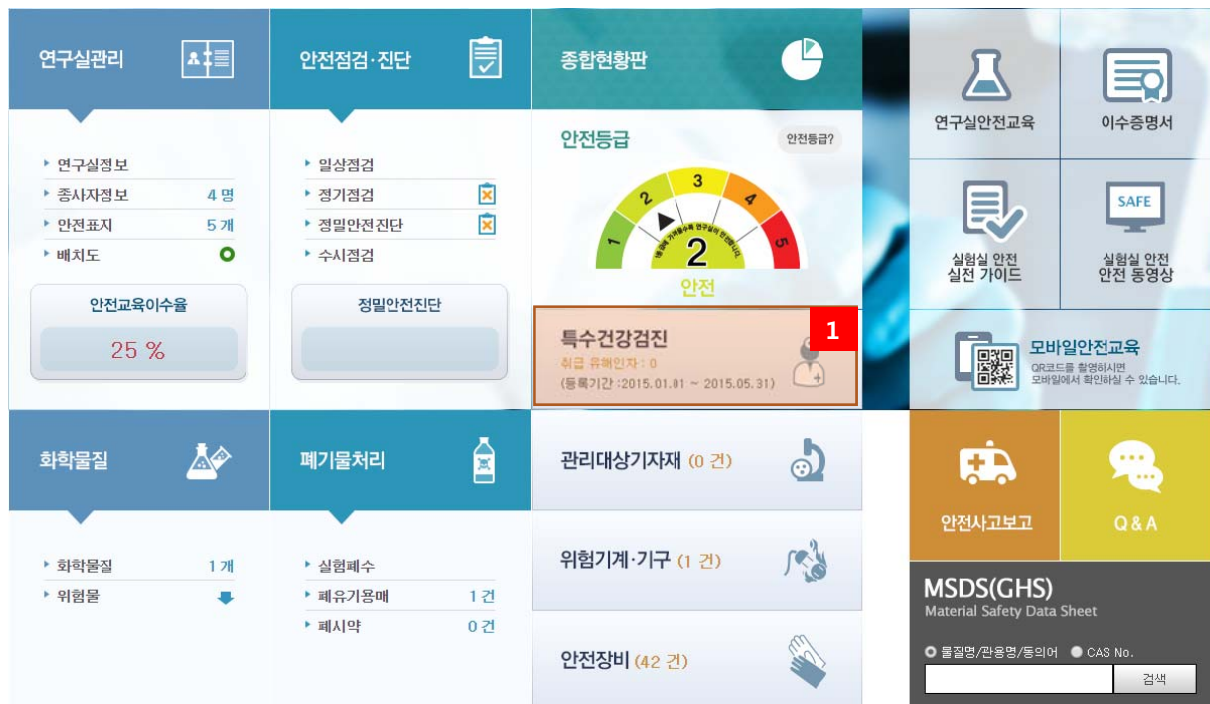 연구실관리
연구실정보
종사자정보 4 명
안전표지 5 개
배치도
안전교육이수율
25 %
안전점검·진단
일상점검
정기점검
정밀안전진단
수시점검
정밀안전진단
종합현황판
안전등급
안전등급?
1
2
3
4
5
2
안전
특수건강검진
1
취급 유해인자 : 0
(등록기간 :2015.01.01 ~ 2015.05.31)
연구실안전교육
이수증명서
실험실 안전
실전 가이드
SAFE
실험실 안전
안전 동영상
모바일안전교육
QR코드를 촬영하시면
모바일에서 확인하실 수 있습니다.
화학물질
화학물질 1 개
위험물
폐기물처리
실험폐수
폐유기용매 1 건
폐시약 0 건
관리대상기자재 (0 건)
위험기계·기구 (1 건)
안전장비 (42 건)
안전사고보고
Q & A
MSDS(GHS)
Material Safety Data Sheet
물질명/관용명/동의어 CAS No.
검색